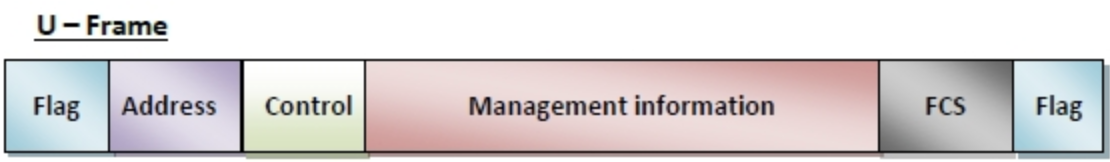 U – Frame
Flag Address Control Management information FCS Flag